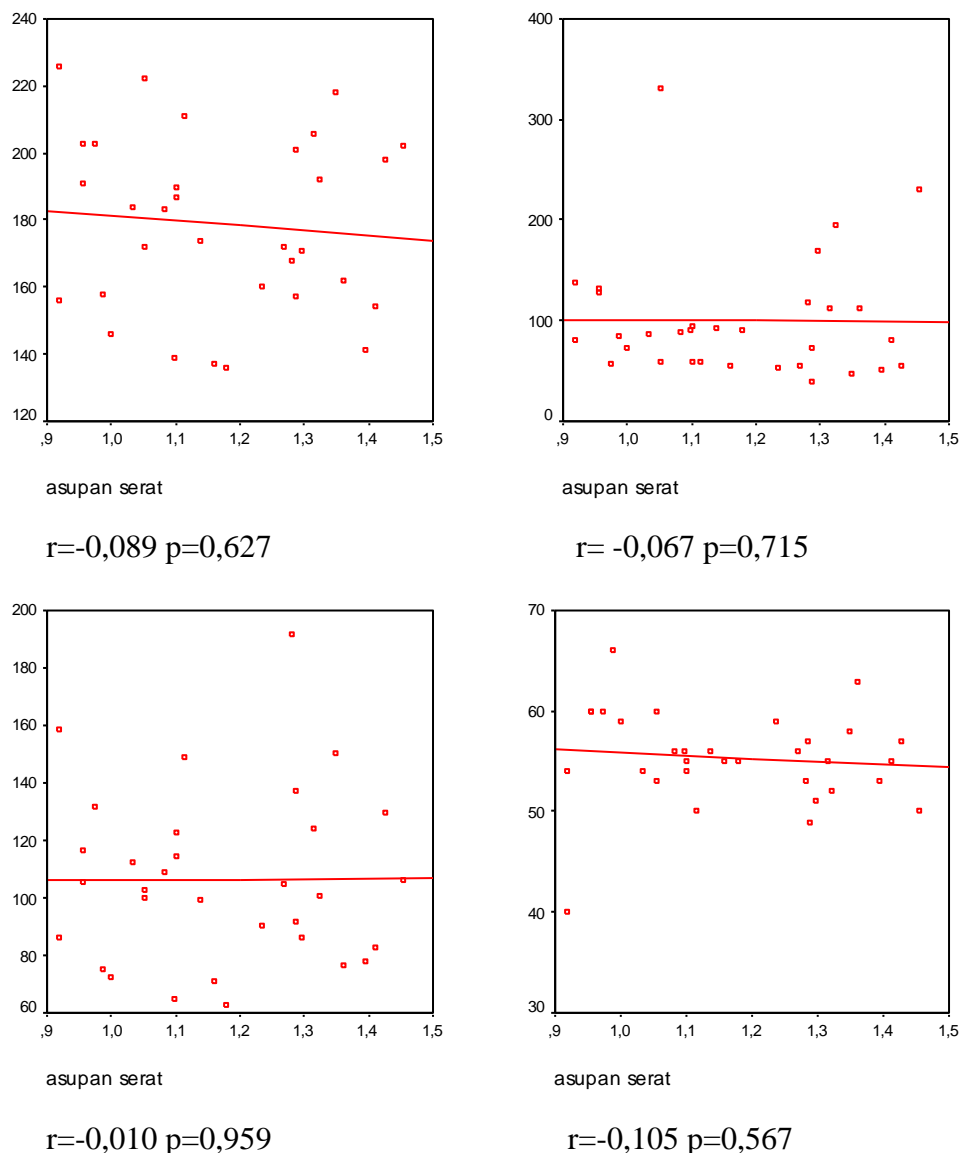 240
220
200
180
160
140
120
,9 1,0 1,1 1,2 1,3 1,4 1,5
asupan serat
r=-0,089 p=0,627
400
300
200
100
0
,9 1,0 1,1 1,2 1,3 1,4 1,5
asupan serat
r= -0,067 p=0,715
200
180
160
140
120
100
80
60
,9 1,0 1,1 1,2 1,3 1,4 1,5
asupan serat
r=-0,010 p=0,959
70
60
50
40
30
,9 1,0 1,1 1,2 1,3 1,4 1,5
asupan serat
r=-0,105 p=0,567